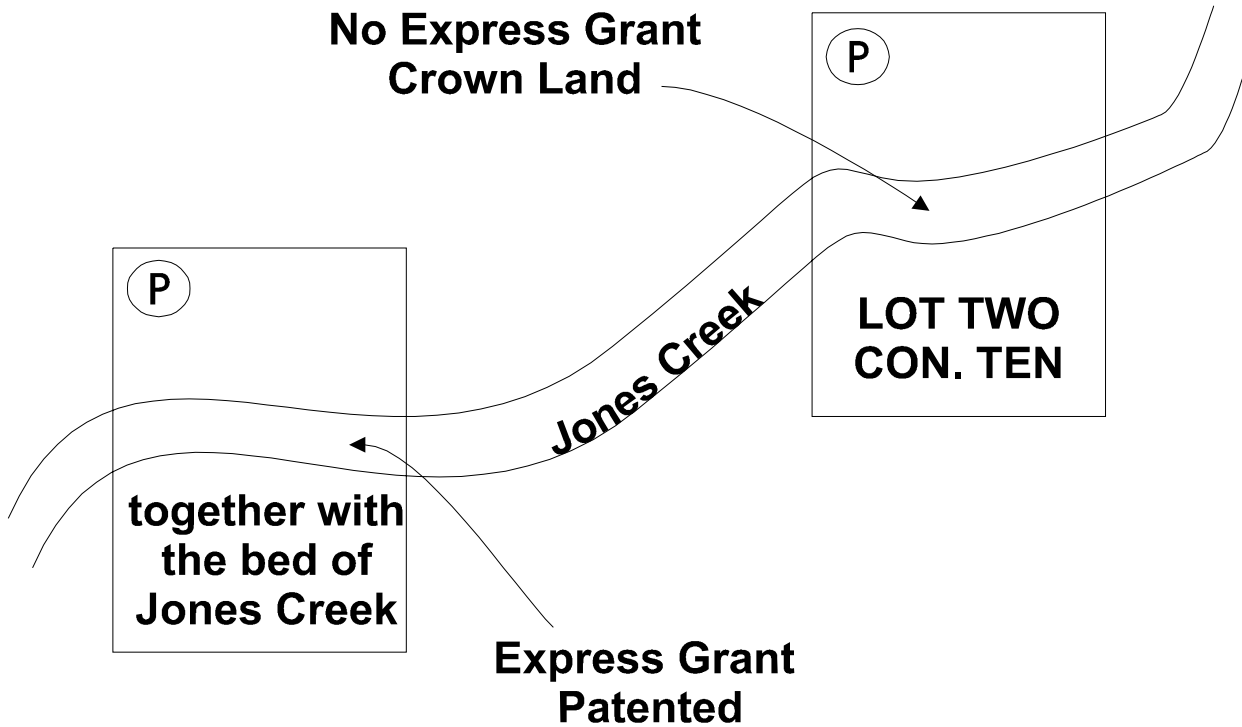 No Express Grant
Crown Land
P
P
Jones Creek
LOT TWO
CON. TEN
together with
the bed of
Jones Creek
Express Grant
Patented